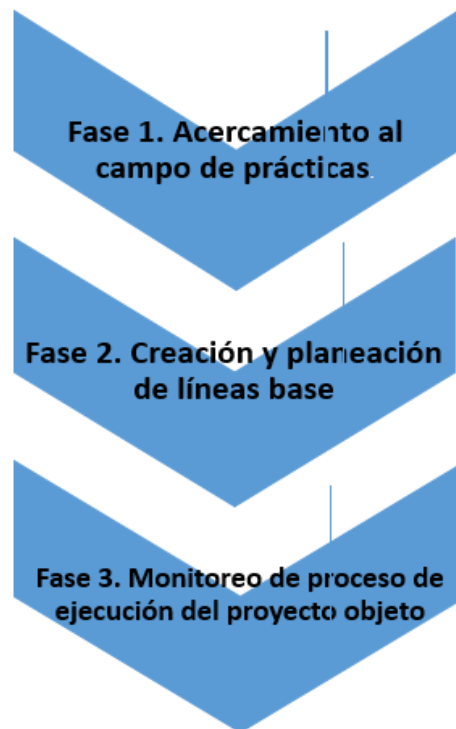 Fase 1. Acercamiento al
campo de prácticas.
Fase 2. Creación y planeación
de líneas base
Fase 3. Monitoreo de proceso de
ejecución del proyecto objeto